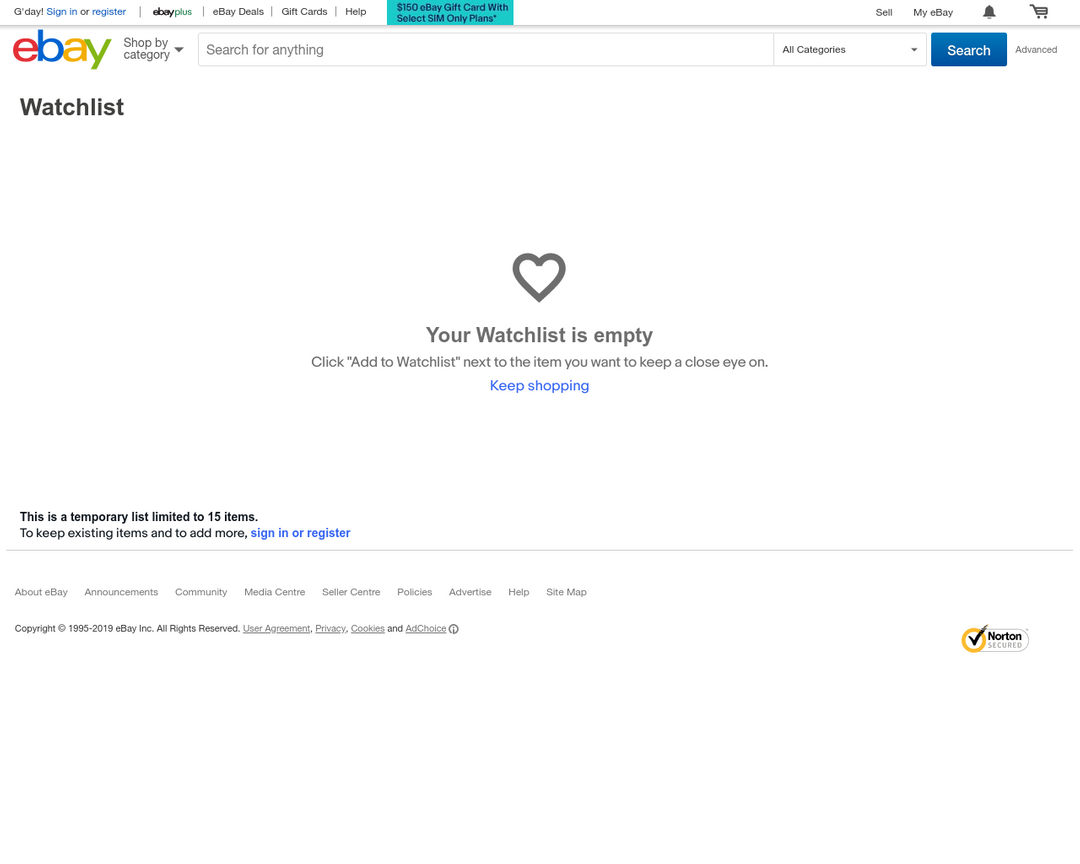 G'day! Sign in or register
ebayplus
eBay Deals
Gift Cards
Help
$150 eBay Gift Card With
Select SIM Only Plans*
Sell
My eBay
ebay
Shop by
category
Search for anything
All Categories
Search
Advanced
Watchlist
Your Watchlist is empty
Click "Add to Watchlist" next to the item you want to keep a close eye on.
Keep shopping
This is a temporary list limited to 15 items.
To keep existing items and to add more, sign in or register
About eBay
Announcements
Community
Media Centre
Seller Centre
Policies
Advertise
Help
Site Map
Copyright © 1995-2019 eBay Inc. All Rights Reserved. User Agreement, Privacy, Cookies and AdChoice
Norton
SECURED